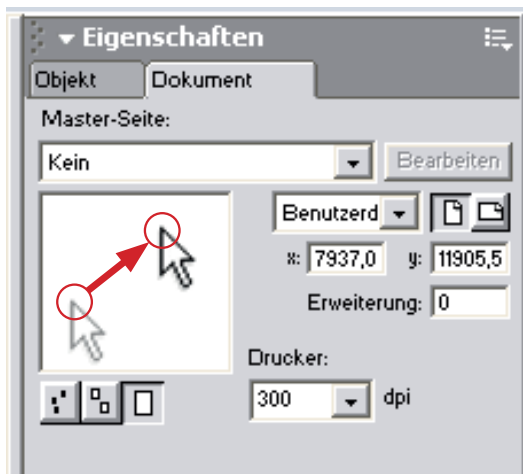 Eigenschaften
Objekt Dokument
Master-Seite:
Kein Bearbeiten
Benutzerd
x: 7937,0 y: 11905,5
Erweiterung: 0
Drucker:
300 dpi